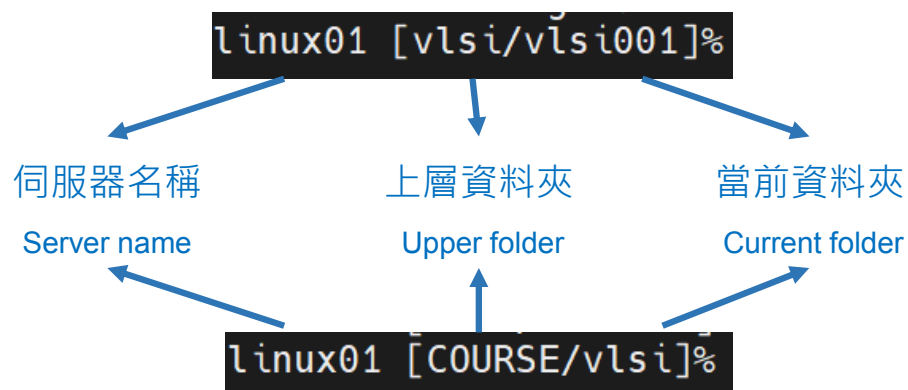 linux01 [vlsi/vlsi001]%
伺服器名稱
上層資料夾
當前資料夾
Server name
Upper folder
Current folder
linux01 [COURSE/vlsi]%